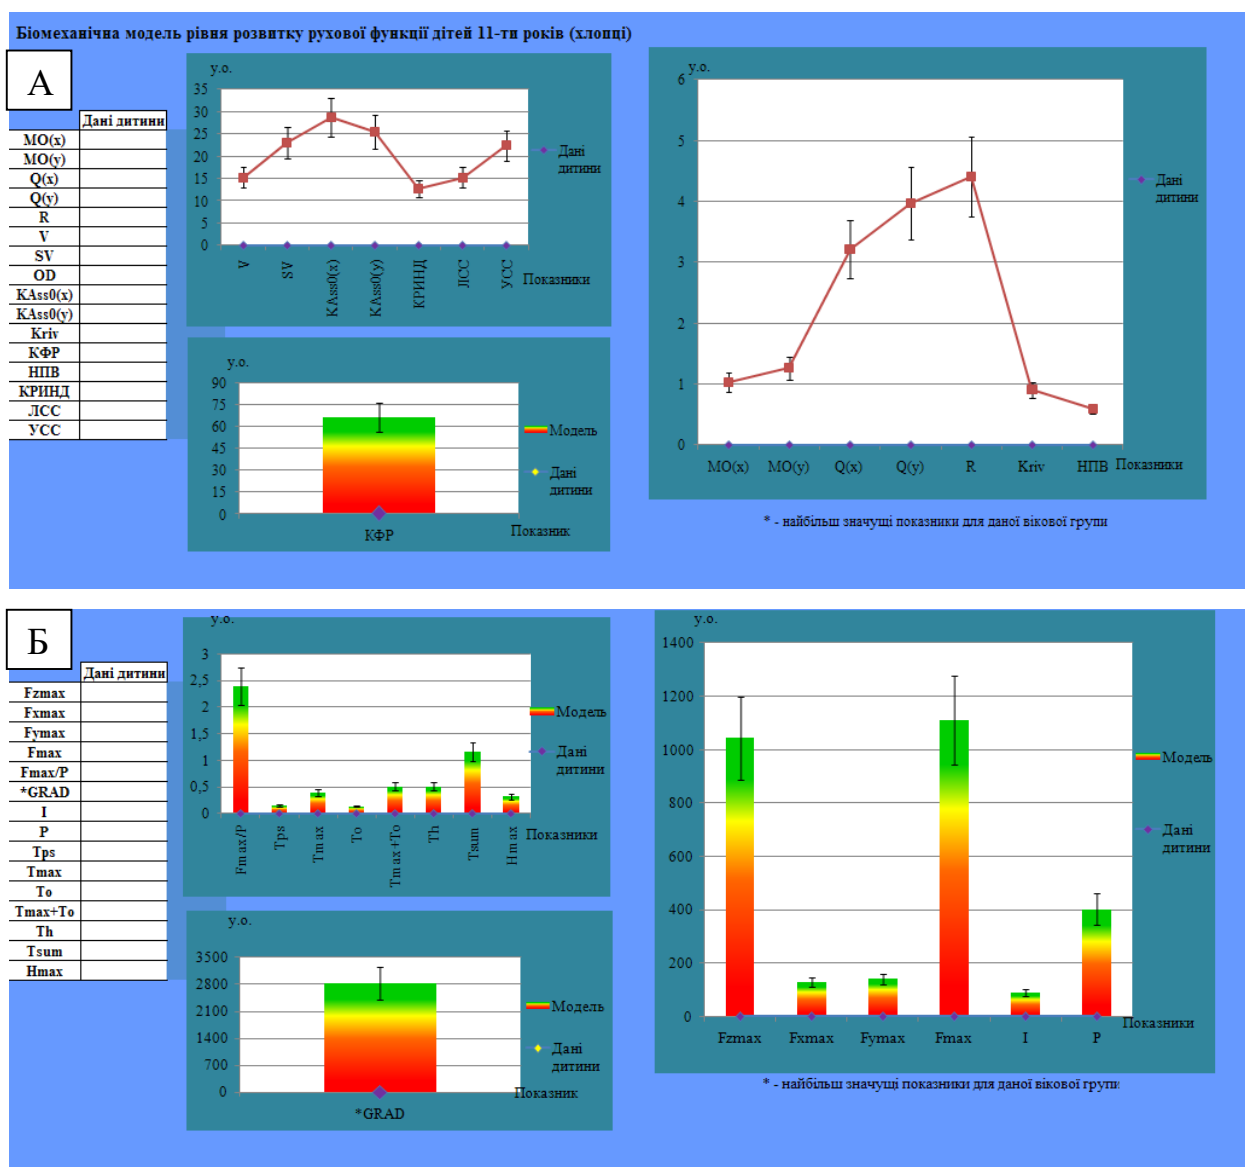 Біомеханічна модель рівня розвитку рухової функції дітей 11-ти років (хлопці)
А
Дані дитини
MO(x)
MO(y)
Q(x)
Q(y)
R
V
SV
OD
KAss0(x)
KAss0(y)
Kriv
КФР
НПВ
КРИНД
ЛСС
УСС
у.о.
35
30
25
20
15
10
5
0
V
SV
KAss0(x)
KAss0(y)
КРИНД
ЛСС
УСС
Показники
Дані
дитини
у.о.
90
75
60
45
30
15
0
КФР
Показник
Модель
Дані
дитини
у.о.
6
5
4
3
2
1
0
MO(x)
MO(y)
Q(x)
Q(y)
R
Kriv
НПВ
Показники
Дані
дитини
* - найбільш значущі показники для даної вікової групи
Б
Дані дитини
Fzmax
Fxmax
Fymax
Fmax
Fmax/P
*GRAD
I
P
Tps
Tmax
To
Tmax+To
Th
Tsum
Hmax
у.о.
3
2,5
2
1,5
1
0,5
0
Fmax/P
Tps
Tmax
To
Tmax+To
Th
Tsum
Hmax
Показники
Модель
Дані
дитини
у.о.
3500
2800
2100
1400
700
0
*GRAD
Показник
Модель
Дані
дитини
у.о.
1400
1200
1000
800
600
400
200
0
Fzmax
Fxmax
Fymax
Fmax
I
P
Показники
Модель
Дані
дитини
* - найбільш значущі показники для даної вікової групи